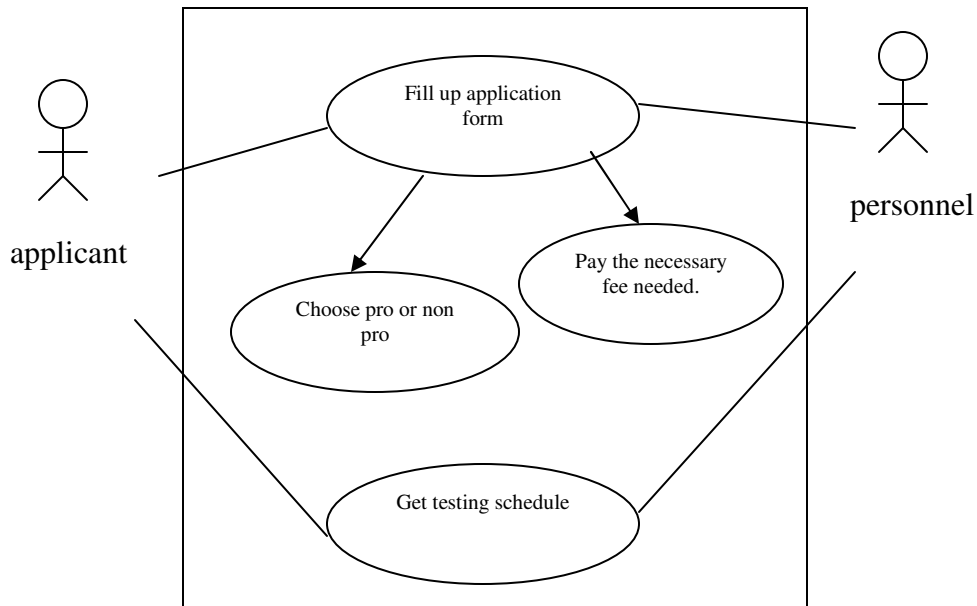 Fill up application
form
personnel
applicant
Pay the necessary
fee needed.
Choose pro or non
pro
Get testing schedule